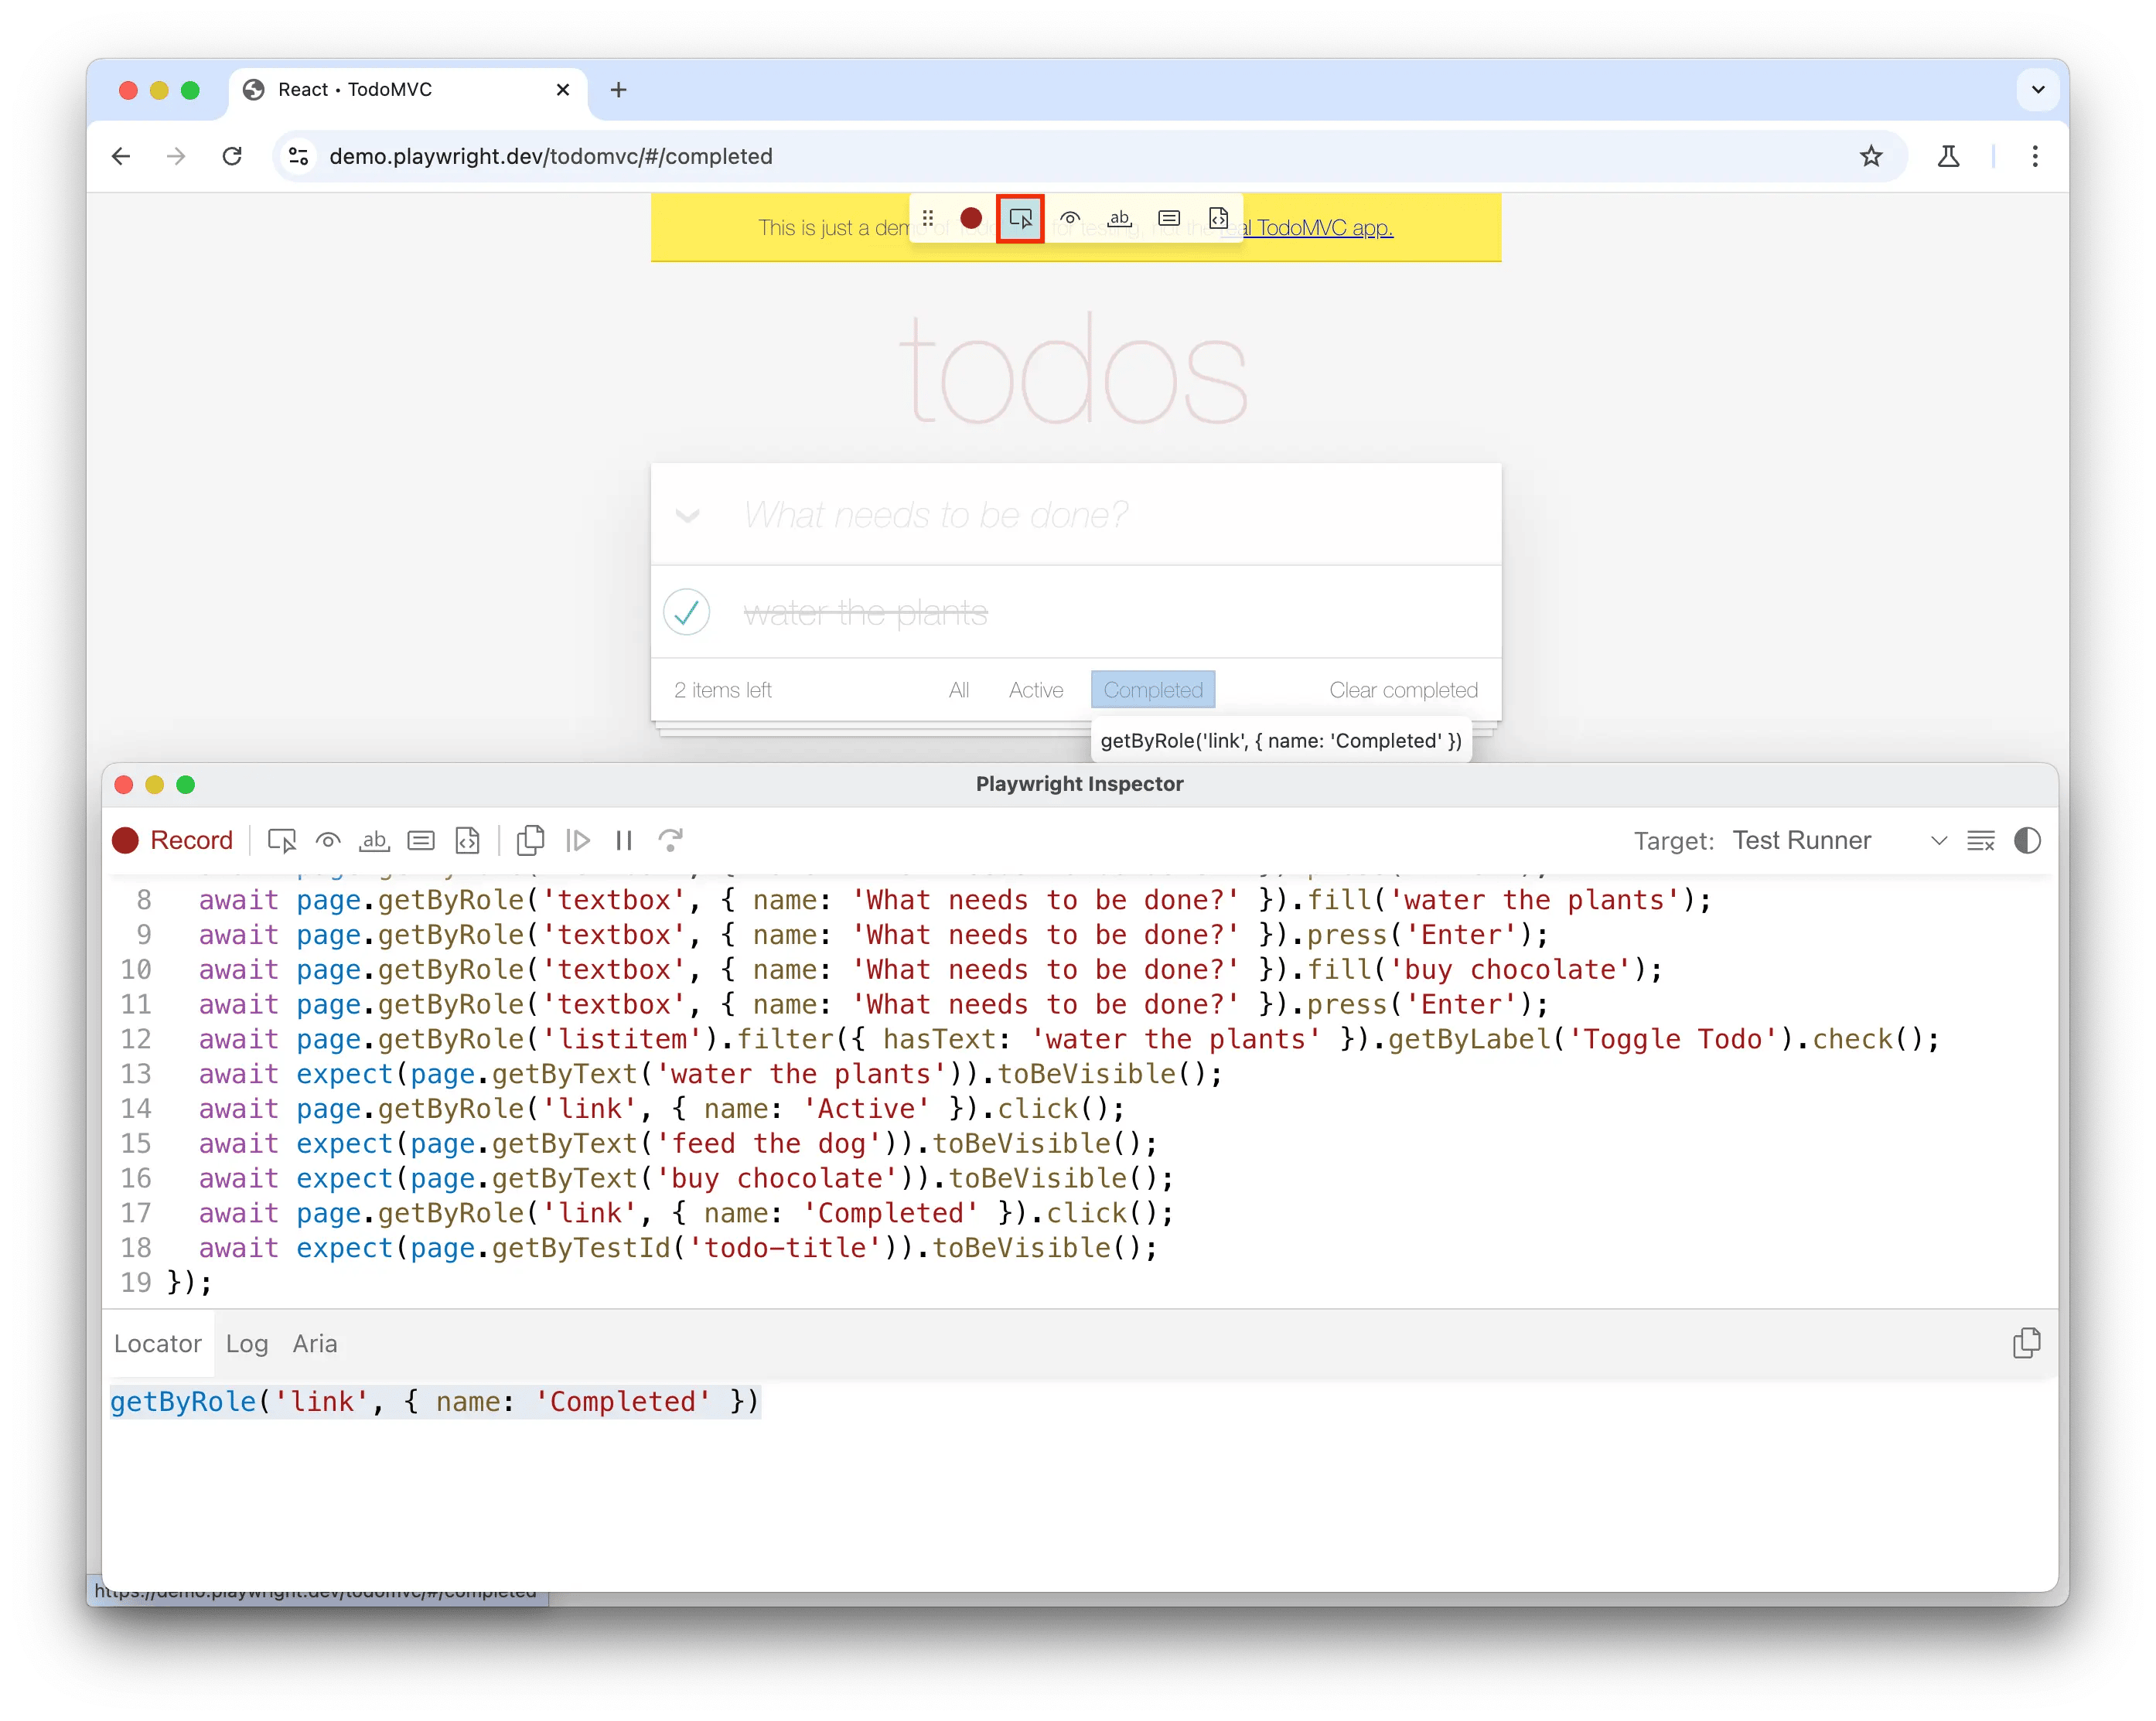 React • TodoMVC
demo.playwright.dev/todomvc/#/completed
This is just a demo of TodoMVC for testing, not the real TodoMVC app.
todos
What needs to be done?
water the plants
2 items left All Active Completed Clear completed
getByRole('link', { name: 'Completed' })
Playwright Inspector
Record ab Target: Test Runner
8 await page.getByRole('textbox', { name: 'What needs to be done?' }).fill('water the plants');
9 await page.getByRole('textbox', { name: 'What needs to be done?' }).press('Enter');
10 await page.getByRole('textbox', { name: 'What needs to be done?' }).fill('buy chocolate');
11 await page.getByRole('textbox', { name: 'What needs to be done?' }).press('Enter');
12 await page.getByRole('listitem').filter({ hasText: 'water the plants' }).getByLabel('Toggle Todo').check();
13 await expect(page.getByText('water the plants')).toBeVisible();
14 await page.getByRole('link', { name: 'Active' }).click();
15 await expect(page.getByText('feed the dog')).toBeVisible();
16 await expect(page.getByText('buy chocolate')).toBeVisible();
17 await page.getByRole('link', { name: 'Completed' }).click();
18 await expect(page.getByTestId('todo-title')).toBeVisible();
19 });
Locator Log Aria
getByRole('link', { name: 'Completed' })
https://demo.playwright.dev/todomvc/#/completed